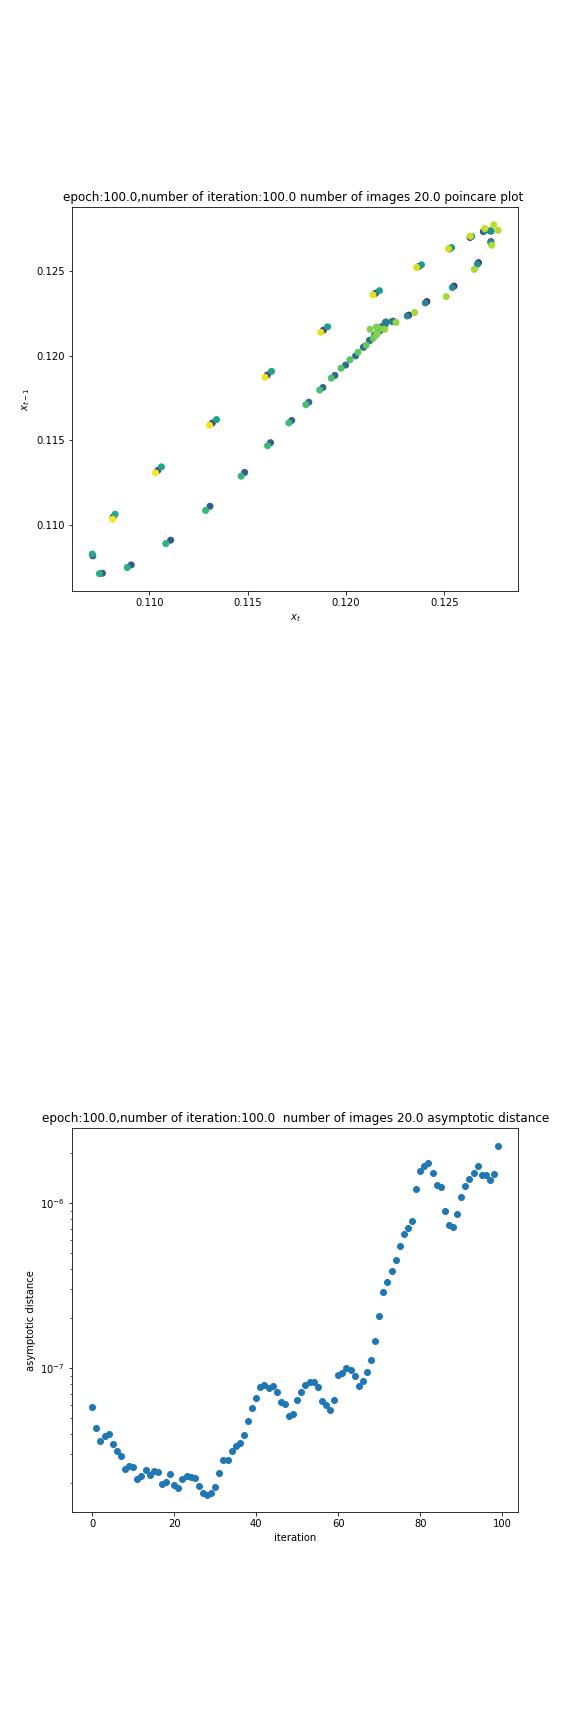 epoch:100.0,number of iteration:100.0 number of images 20.0 poincare plot
0.125
0.120
0.115
0.110
x_{t-1}
0.110 0.115 0.120 0.125
x_t
epoch:100.0,number of iteration:100.0  number of images 20.0 asymptotic distance
10^{-6}
10^{-7}
asymptotic distance
0 20 40 60 80 100
iteration